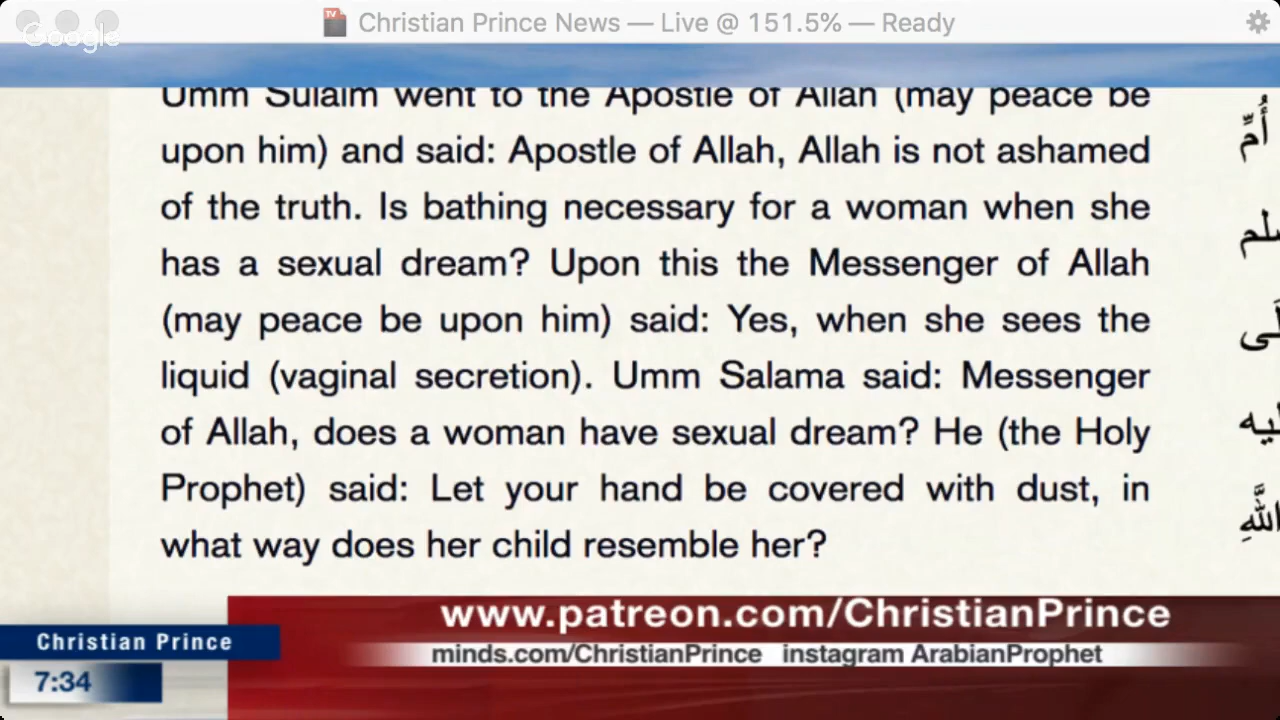 Christian Prince News — Live @ 151.5% — Ready
Google
Umm Sulaim went to the Apostle of Allah (may peace be
upon him) and said: Apostle of Allah, Allah is not ashamed
of the truth. Is bathing necessary for a woman when she
has a sexual dream? Upon this the Messenger of Allah
(may peace be upon him) said: Yes, when she sees the
liquid (vaginal secretion). Umm Salama said: Messenger
of Allah, does a woman have sexual dream? He (the Holy
Prophet) said: Let your hand be covered with dust, in
what way does her child resemble her?
أُمِّ
www.patreon.com/ChristianPrince
Christian Prince
minds.com/ChristianPrince instagram ArabianProphet
7:34